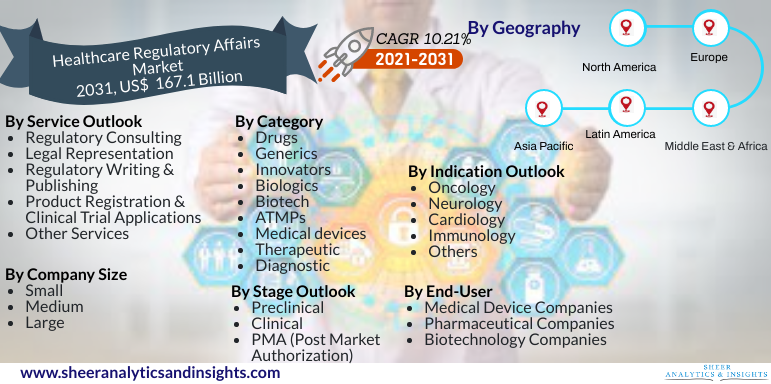 Healthcare Regulatory Affairs
Market
2031, US$ 167.1 Billion
CAGR 10.21%
2021-2031
By Geography
North America
Europe
Asia Pacific
Latin America
Middle East & Africa
By Service Outlook
• Regulatory Consulting
• Legal Representation
• Regulatory Writing &
Publishing
• Product Registration &
Clinical Trial Applications
• Other Services
By Company Size
• Small
• Medium
• Large
By Category
• Drugs
• Generics
• Innovators
• Biologics
• Biotech
• ATMPs
• Medical devices
• Therapeutic
• Diagnostic
By Stage Outlook
• Preclinical
• Clinical
• PMA (Post Market
Authorization)
By Indication Outlook
• Oncology
• Neurology
• Cardiology
• Immunology
• Others
By End-User
• Medical Device Companies
• Pharmaceutical Companies
• Biotechnology Companies
www.sheeranalyticsandinsights.com
SHEER
ANALYTICS & INSIGHTS